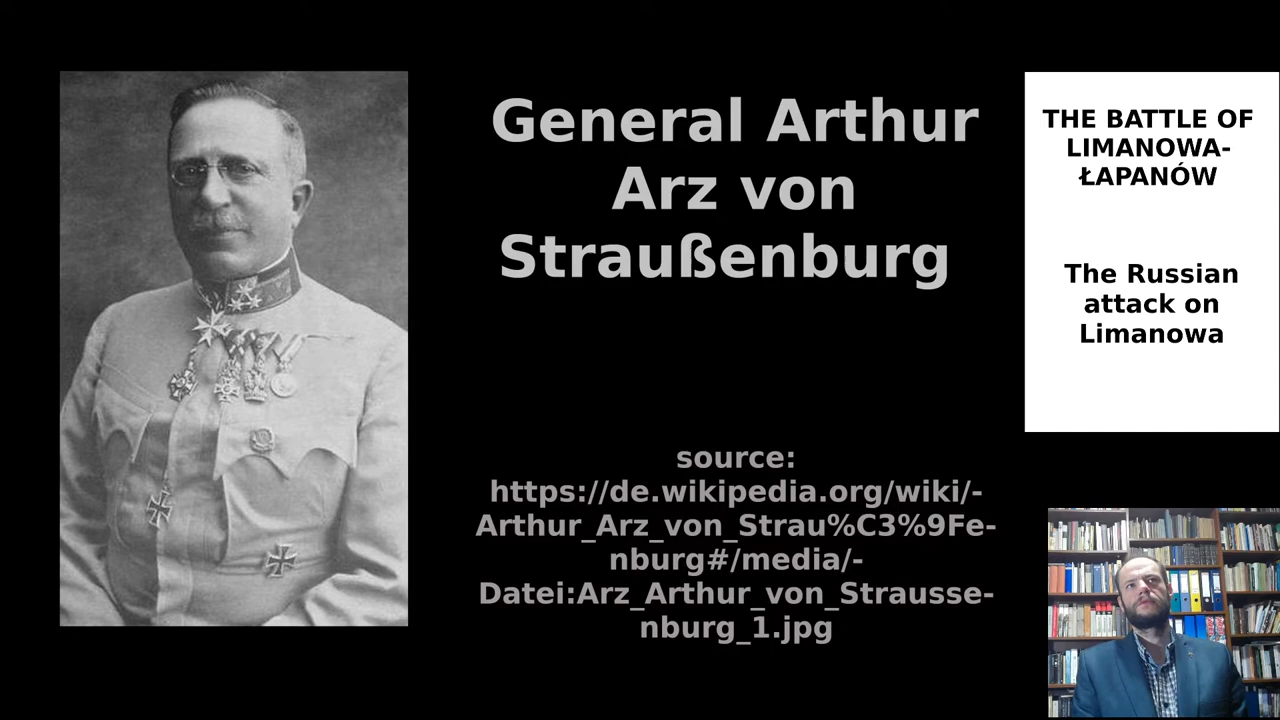 General Arthur
Arz von
Straußenburg
source:
https://de.wikipedia.org/wiki/-
Arthur_Arz_von_Strau%C3%9Fe-
nburg#/media/-
Datei:Arz_Arthur_von_Strausse-
nburg_1.jpg
THE BATTLE OF
LIMANOWA-
ŁAPANÓW
The Russian
attack on
Limanowa